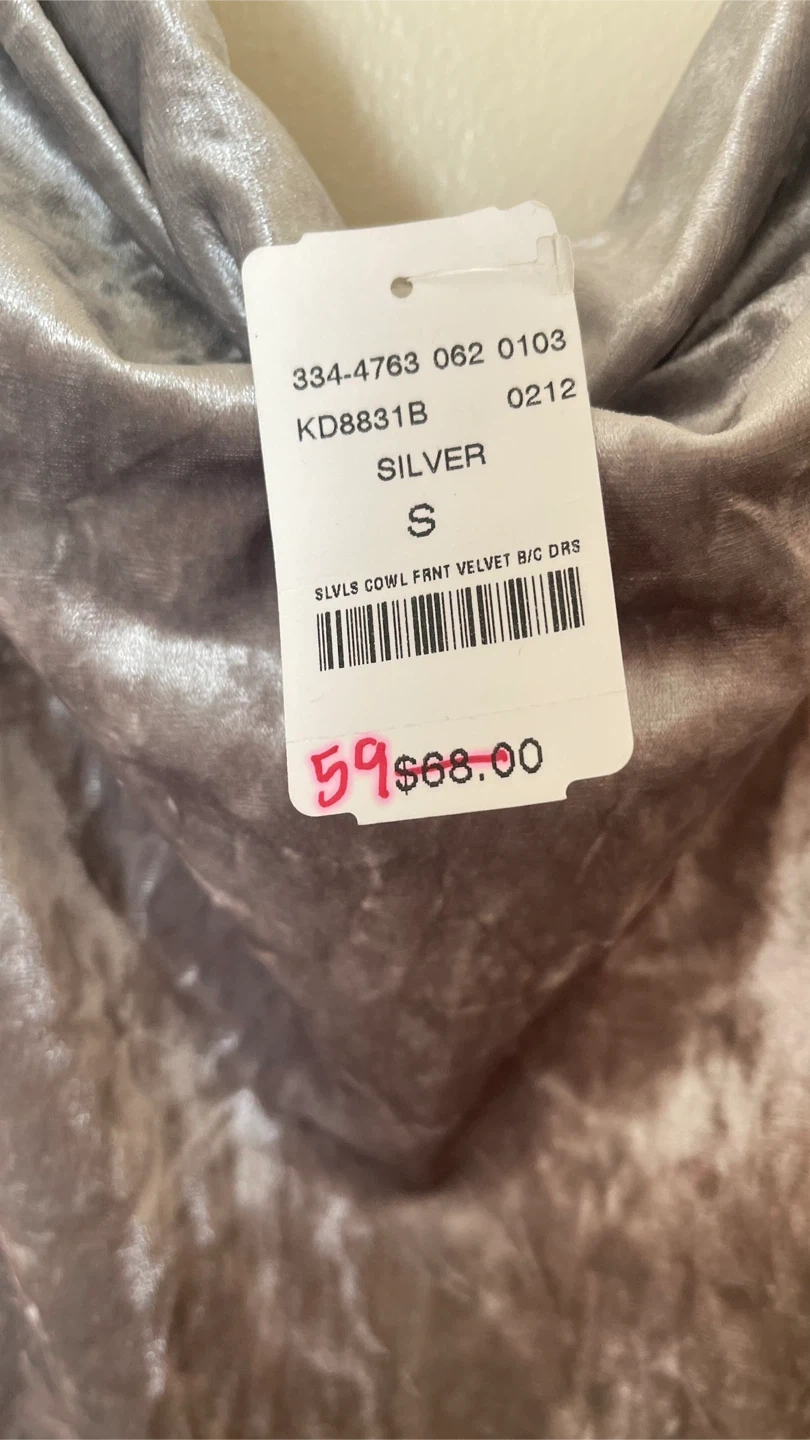 334-4763 062 0103
KD8831B 0212
SILVER
S
SLVLS COWL FRNT VELVET B/C DRS
59 $68.00